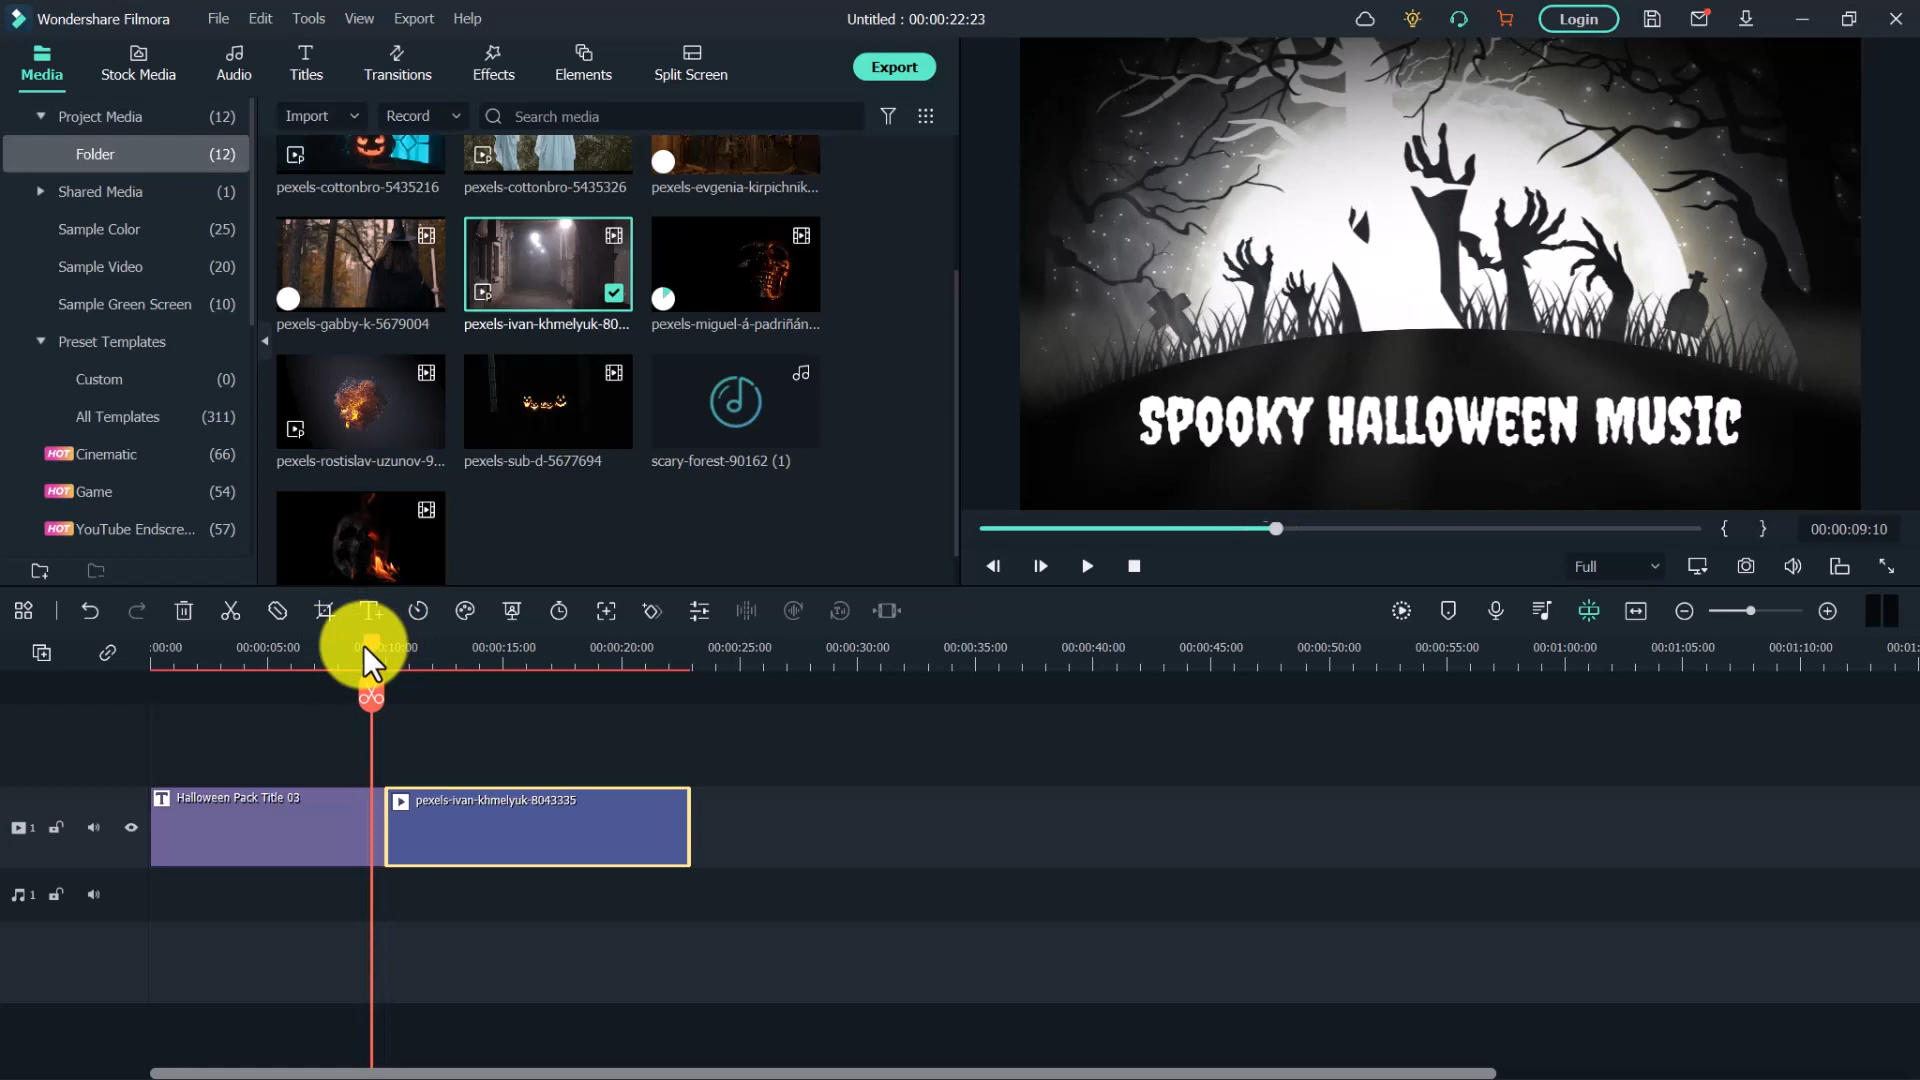 Wondershare Filmora
File
Edit
Tools
View
Export
Help
Untitled : 00:00:22:23
Login
Media
Stock Media
Audio
Titles
Transitions
Effects
Elements
Split Screen
Export
Project Media (12)
Folder (12)
Shared Media (1)
Sample Color (25)
Sample Video (20)
Sample Green Screen (10)
Preset Templates
Custom (0)
All Templates (311)
HOT Cinematic (66)
HOT Game (54)
HOT YouTube Endscre... (57)
Import
Record
Search media
pexels-cottonbro-5435216
pexels-cottonbro-5435326
pexels-evgenia-kirpichnik...
pexels-gabby-k-5679004
pexels-ivan-khmelyuk-80...
pexels-miguel-á-padriñán...
pexels-rostislav-uzunov-9...
pexels-sub-d-5677694
scary-forest-90162 (1)
SPOOKY HALLOWEEN MUSIC
{ }
00:00:09:10
Full
:00:00
00:00:05:00
00:00:10:00
00:00:15:00
00:00:20:00
00:00:25:00
00:00:30:00
00:00:35:00
00:00:40:00
00:00:45:00
00:00:50:00
00:00:55:00
00:01:00:00
00:01:05:00
00:01:10:00
00:01:
T Halloween Pack Title 03
pexels-ivan-khmelyuk-8043335
1
1